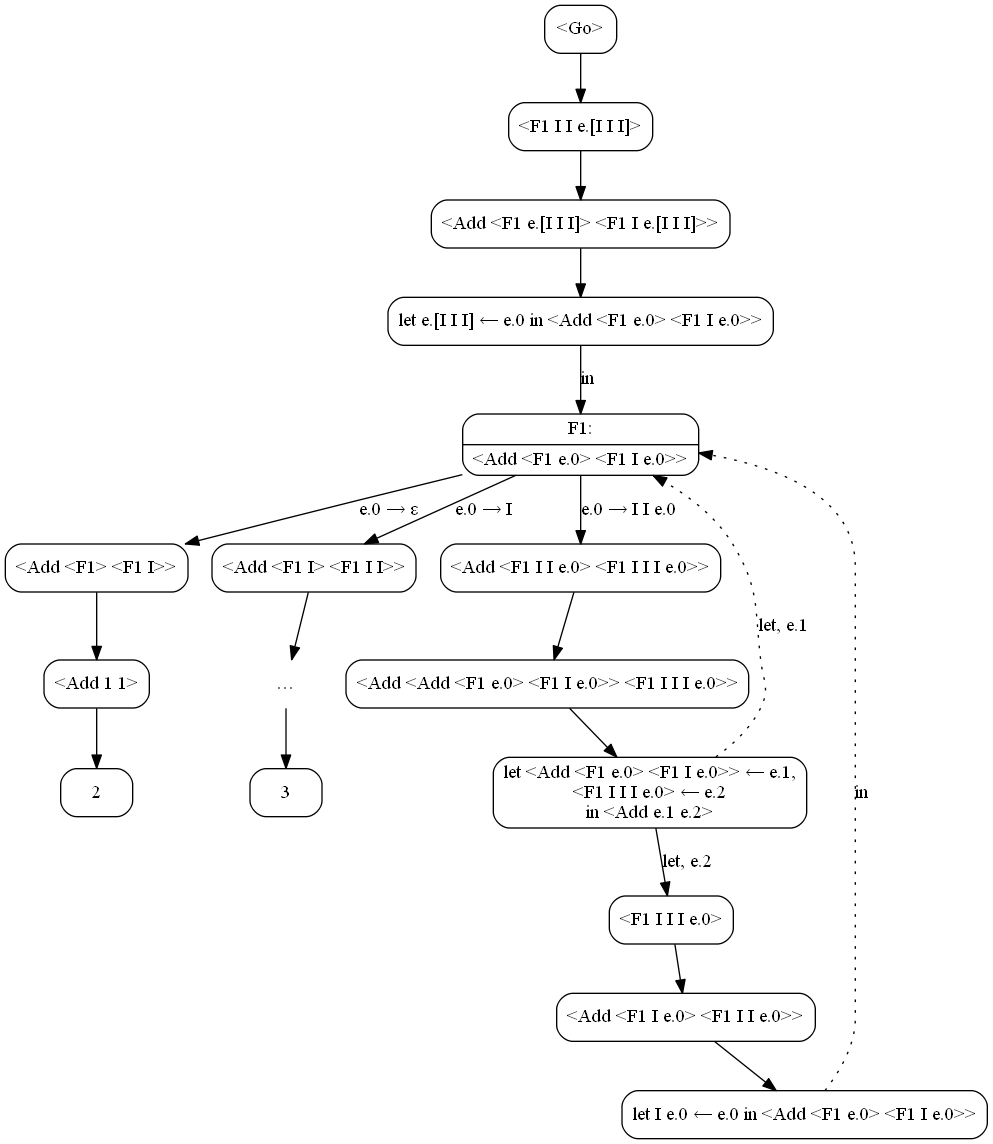 <Go>
<F1 I I e.[I I I]>
<Add <F1 e.[I I I]> <F1 I e.[I I I]>>
let e.[I I I] ← e.0 in <Add <F1 e.0> <F1 I e.0>>
in
F1:
<Add <F1 e.0> <F1 I e.0>>
e.0 → ε
e.0 → I
e.0 → I I e.0
<Add <F1> <F1 I>>
<Add <F1 I> <F1 I I>>
<Add <F1 I I e.0> <F1 I I I e.0>>
let, e.1
<Add 1 1>
...
<Add <Add <F1 e.0> <F1 I e.0>> <F1 I I I e.0>>
2
3
let <Add <F1 e.0> <F1 I e.0>> ← e.1,
<F1 I I I e.0> ← e.2
in <Add e.1 e.2>
in
let, e.2
<F1 I I I e.0>
<Add <F1 I e.0> <F1 I I e.0>>
let I e.0 ← e.0 in <Add <F1 e.0> <F1 I e.0>>